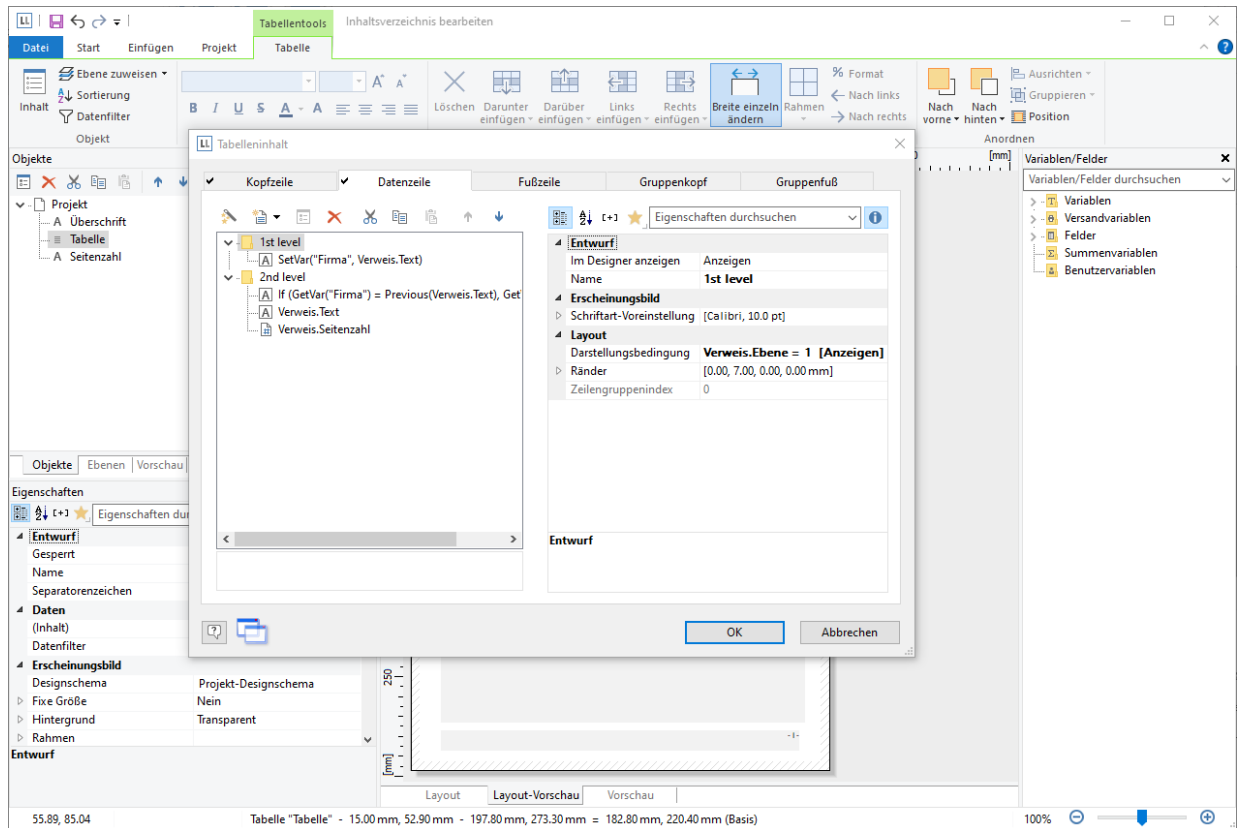 LL
Tabellentools
Inhaltsverzeichnis bearbeiten
Datei Start Einfügen Projekt Tabelle
Inhalt
Ebene zuweisen
Sortierung
Datenfilter
Objekt
B I U S A A
Löschen
Darunter einfügen
Darüber einfügen
Links einfügen
Rechts einfügen
Breite einzeln ändern
Rahmen
% Format
Nach links
Nach rechts
Nach vorne
Nach hinten
Ausrichten
Gruppieren
Position
Anordnen
Objekte
Projekt
Überschrift
Tabelle
Seitenzahl
Objekte Ebenen Vorschau
Eigenschaften
Eigenschaften dur
Entwurf
Gesperrt
Name
Separatorenzeichen
Daten
(Inhalt)
Datenfilter
Erscheinungsbild
Designschema Projekt-Designschema
Fixe Größe Nein
Hintergrund Transparent
Rahmen
Entwurf
LL Tabelleninhalt
Kopfzeile Datenzeile Fußzeile Gruppenkopf Gruppenfuß
1st level
SetVar("Firma", Verweis.Text)
2nd level
If (GetVar("Firma") = Previous(Verweis.Text), Get
Verweis.Text
Verweis.Seitenzahl
Eigenschaften durchsuchen
Entwurf
Im Designer anzeigen Anzeigen
Name 1st level
Erscheinungsbild
Schriftart-Voreinstellung [Calibri, 10.0 pt]
Layout
Darstellungsbedingung Verweis.Ebene = 1 [Anzeigen]
Ränder [0.00, 7.00, 0.00, 0.00 mm]
Zeilengruppenindex 0
Entwurf
OK Abbrechen
[mm]
250
[mm]
- I -
Layout Layout-Vorschau Vorschau
Variablen/Felder
Variablen/Felder durchsuchen
Variablen
Versandvariablen
Felder
Summenvariablen
Benutzervariablen
55.89, 85.04
Tabelle "Tabelle" - 15.00 mm, 52.90 mm - 197.80 mm, 273.30 mm = 182.80 mm, 220.40 mm (Basis)
100%